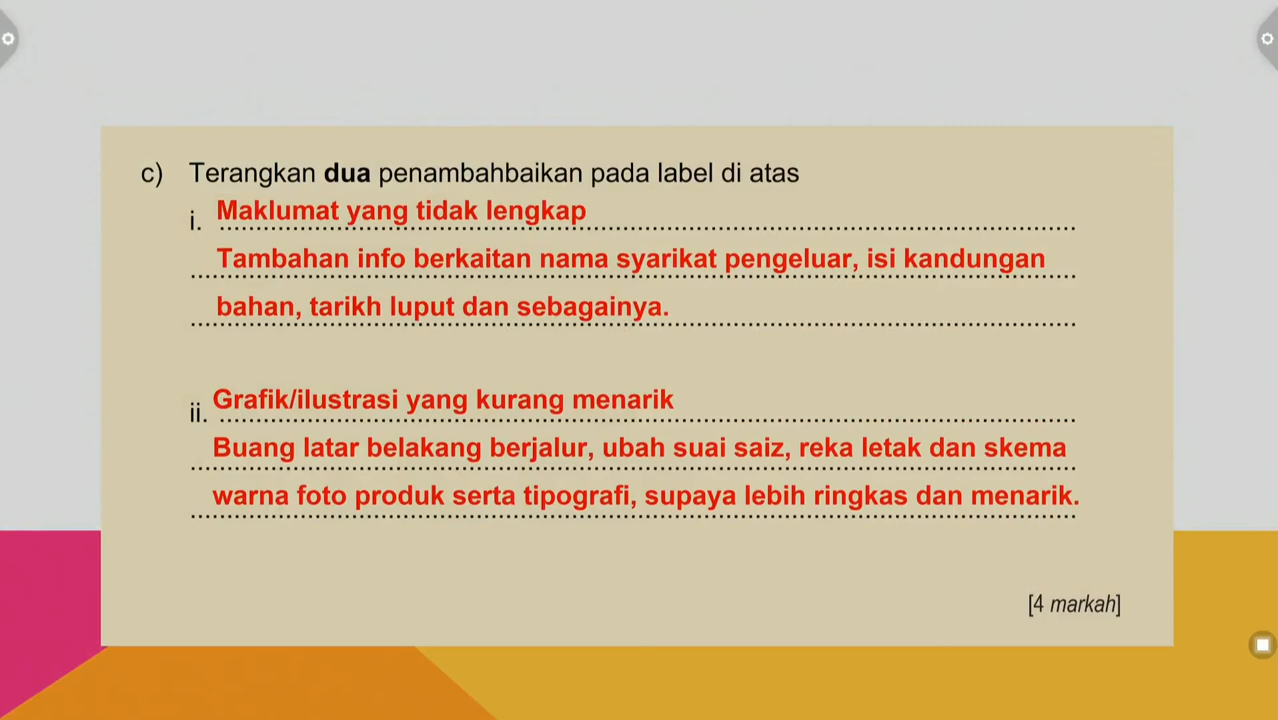 c) Terangkan dua penambahbaikan pada label di atas
i. Maklumat yang tidak lengkap
Tambahan info berkaitan nama syarikat pengeluar, isi kandungan
bahan, tarikh luput dan sebagainya.
ii. Grafik/ilustrasi yang kurang menarik
Buang latar belakang berjalur, ubah suai saiz, reka letak dan skema
warna foto produk serta tipografi, supaya lebih ringkas dan menarik.
[4 markah]